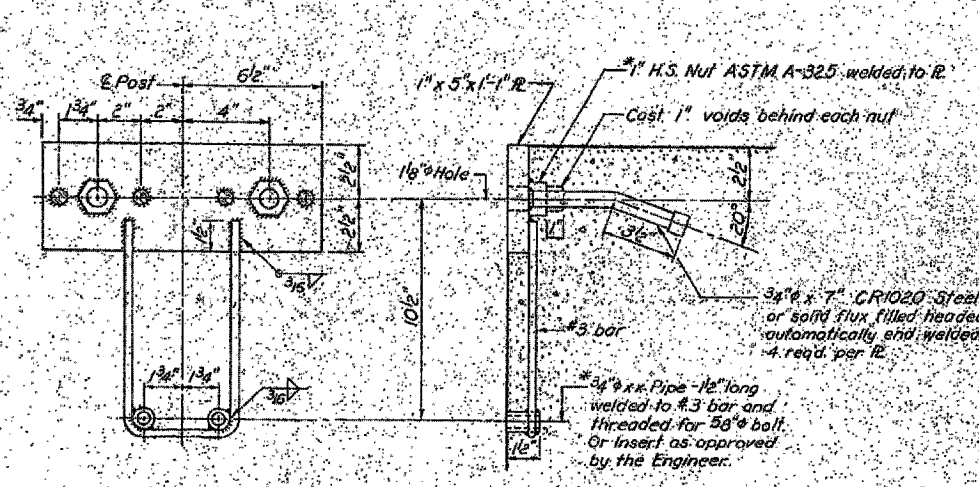 ℄ Post
6½"
¾"
1¾"
2"
2"
4"
2½"
2½"
1½"
3/16
1¾"
1¾"
3/16
10½"
1" x 5" x 1'-1" ℞
*1" H.S. Nut ASTM A-325 welded to ℞
Cast 1" voids behind each nut
1⅛"φ Hole
1"
3½"
2½"
20°
¾"φ x 7" CR1020 Steel
or solid flux filled headed
automatically end welded
4 reqd. per ℞
#3 bar
*¾"φ xx Pipe -1½" long
welded to #3 bar and
threaded for ⅝"φ bolt.
Or Insert as approved
by the Engineer.
1½"